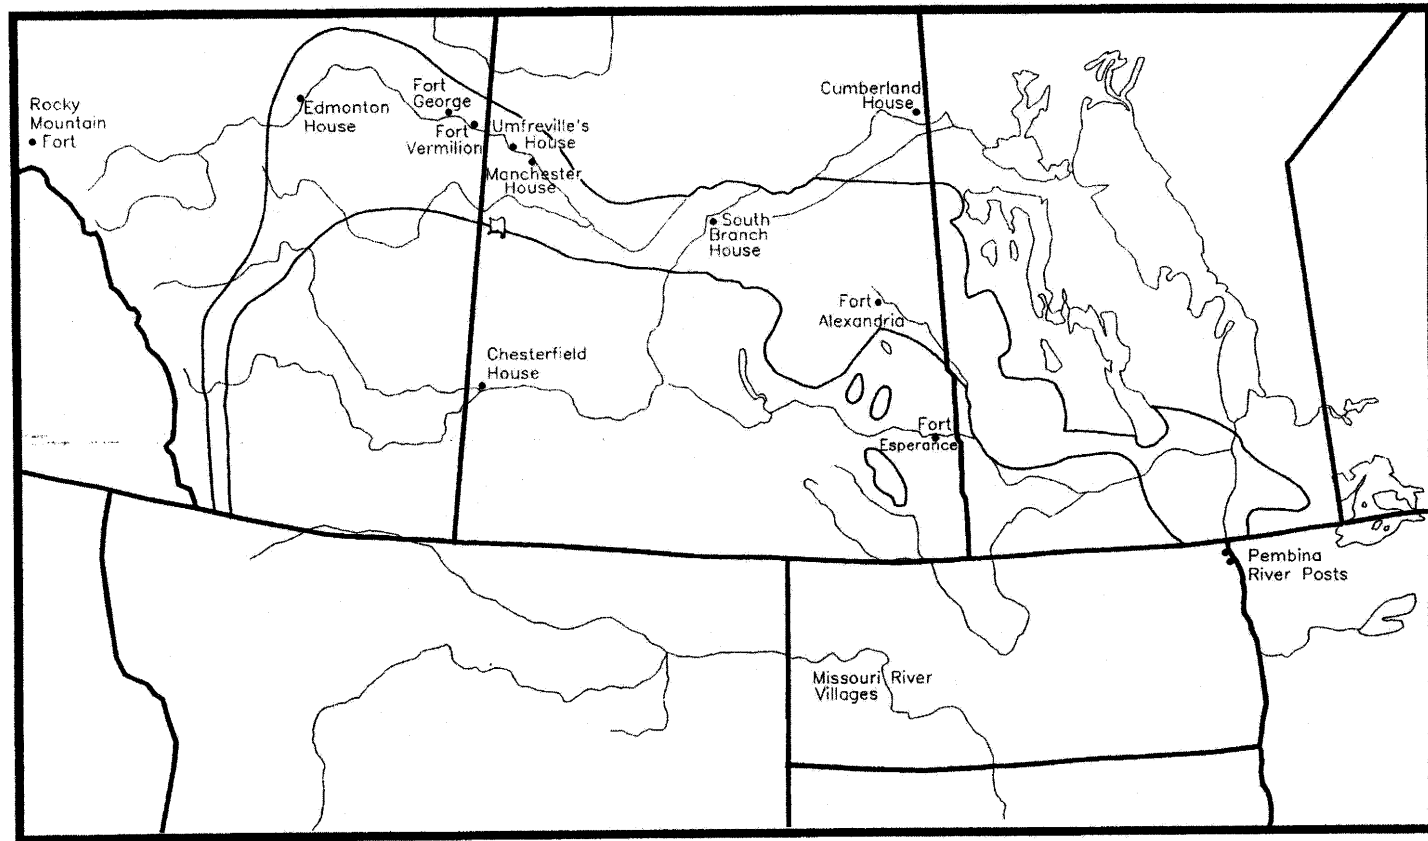 Rocky
Mountain
Fort
Edmonton
House
Fort
George
Fort
Vermilion
Umfreville's
House
Manchester
House
Cumberland
House
South
Branch
House
Fort
Alexandria
Chesterfield
House
Fort
Esperance
Pembina
River Posts
Missouri River
Villages